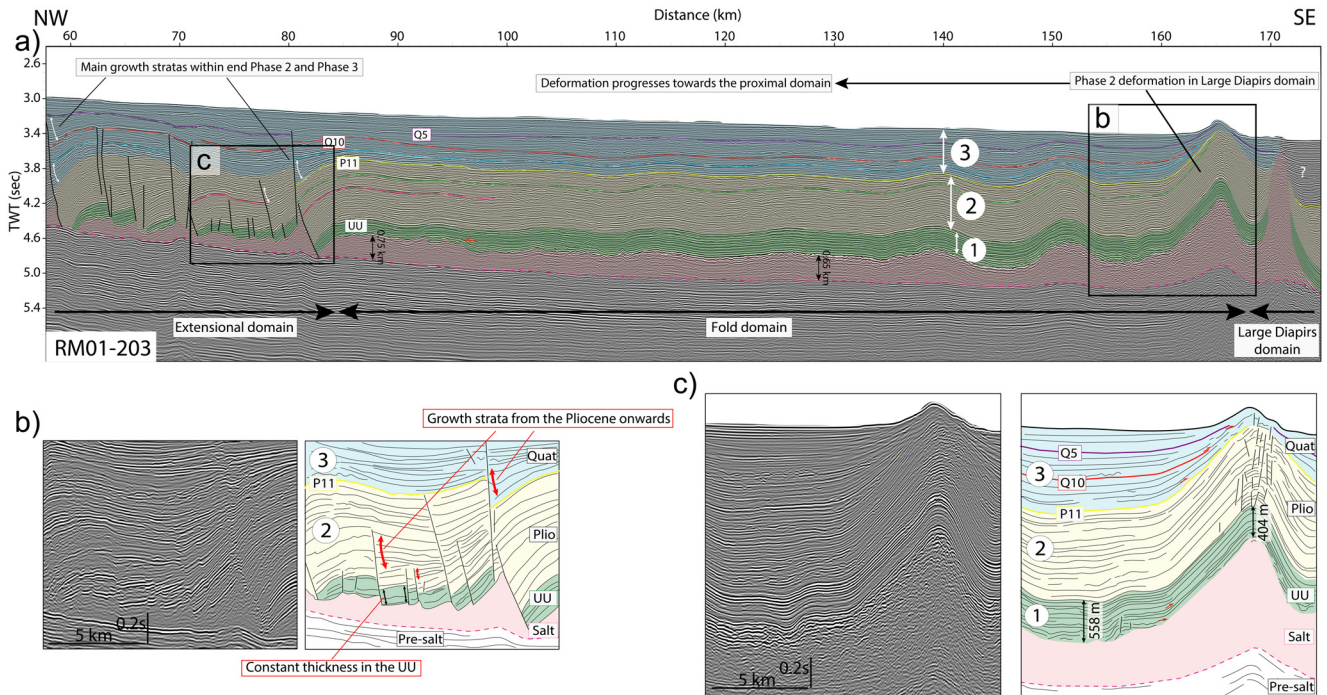 NW
Distance (km)
SE
a)
60
70
80
90
100
110
120
130
140
150
160
170
2.6
3.0
3.4
3.8
4.2
4.6
5.0
5.4
TWT (sec)
Main growth stratas within end Phase 2 and Phase 3
Deformation progresses towards the proximal domain
Phase 2 deformation in Large Diapirs domain
b
c
Q5
Q10
P11
UU
3
2
1
?
0.75 km
0.65 km
Extensional domain
Fold domain
Large Diapirs
domain
RM01-203
b)
Growth strata from the Pliocene onwards
3
P11
2
Quat
Plio
UU
Salt
Pre-salt
0.2s
5 km
Constant thickness in the UU
c)
0.2s
5 km
Q5
3
Q10
P11
2
1
Quat
Plio
404 m
558 m
UU
Salt
Pre-salt